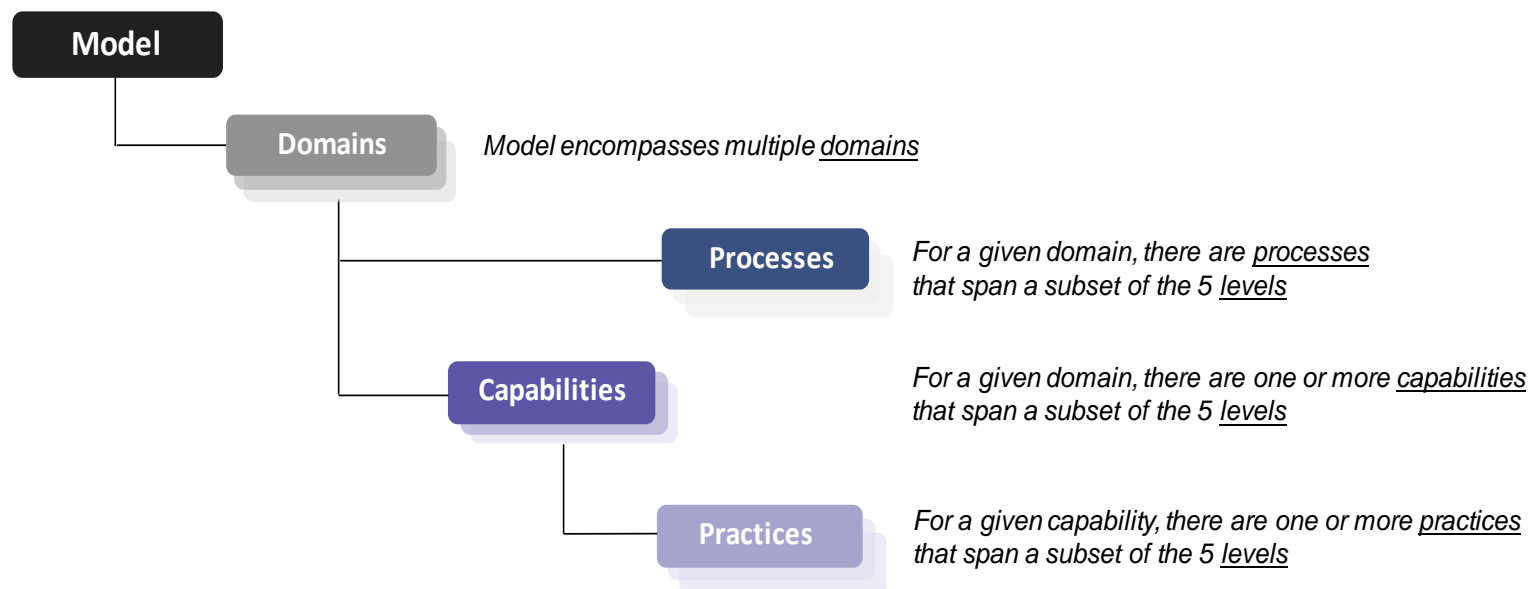 Model
Domains
Model encompasses multiple domains
Processes
For a given domain, there are processes
that span a subset of the 5 levels
Capabilities
For a given domain, there are one or more capabilities
that span a subset of the 5 levels
Practices
For a given capability, there are one or more practices
that span a subset of the 5 levels